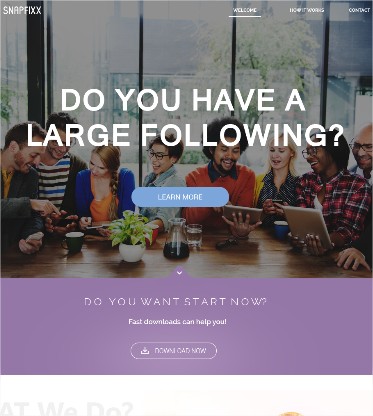 SNAPFIXX
WELCOME
HOW IT WORKS
CONTACT
DO YOU HAVE A
LARGE FOLLOWING?
LEARN MORE
DO YOU WANT START NOW?
Fast downloads can help you!
DOWNLOAD NOW
AT We Do?